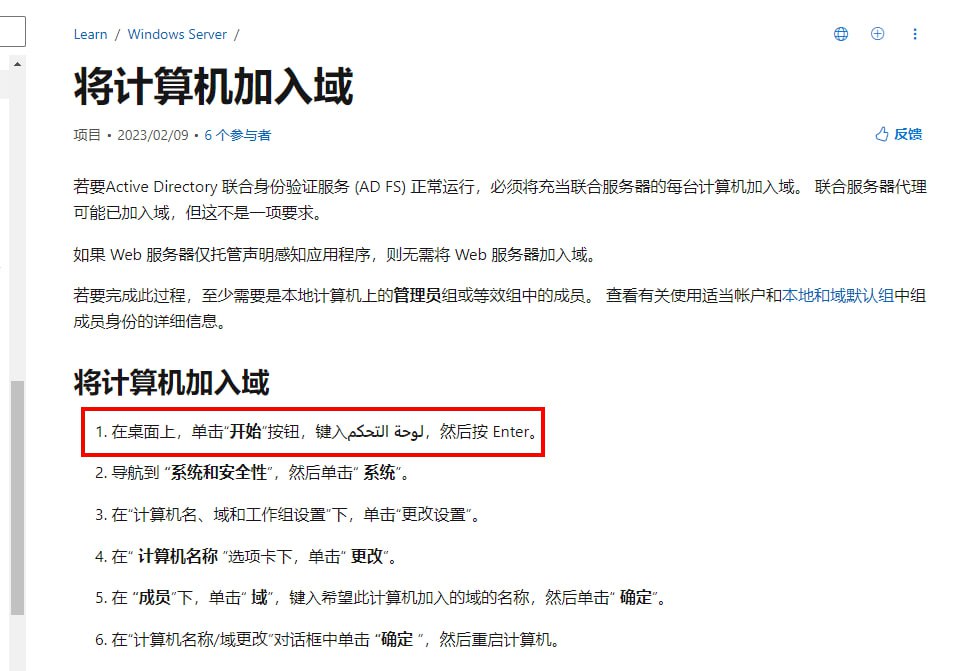 Learn / Windows Server /
将计算机加入域
项目 • 2023/02/09 • 6 个参与者
反馈
若要Active Directory 联合身份验证服务 (AD FS) 正常运行，必须将充当联合服务器的每台计算机加入域。 联合服务器代理
可能已加入域，但这不是一项要求。
如果 Web 服务器仅托管声明感知应用程序，则无需将 Web 服务器加入域。
若要完成此过程，至少需要是本地计算机上的管理员组或等效组中的成员。 查看有关使用适当帐户和本地和域默认组中组
成员身份的详细信息。
将计算机加入域
1. 在桌面上，单击“开始”按钮，键入لوحة التحكم，然后按 Enter。
2. 导航到 “系统和安全性”，然后单击“ 系统”。
3. 在“计算机名、域和工作组设置”下，单击“更改设置”。
4. 在“ 计算机名称 ”选项卡下，单击“ 更改”。
5. 在 “成员”下，单击“ 域”，键入希望此计算机加入的域的名称，然后单击“ 确定”。
6. 在“计算机名称/域更改”对话框中单击 “确定 ”，然后重启计算机。